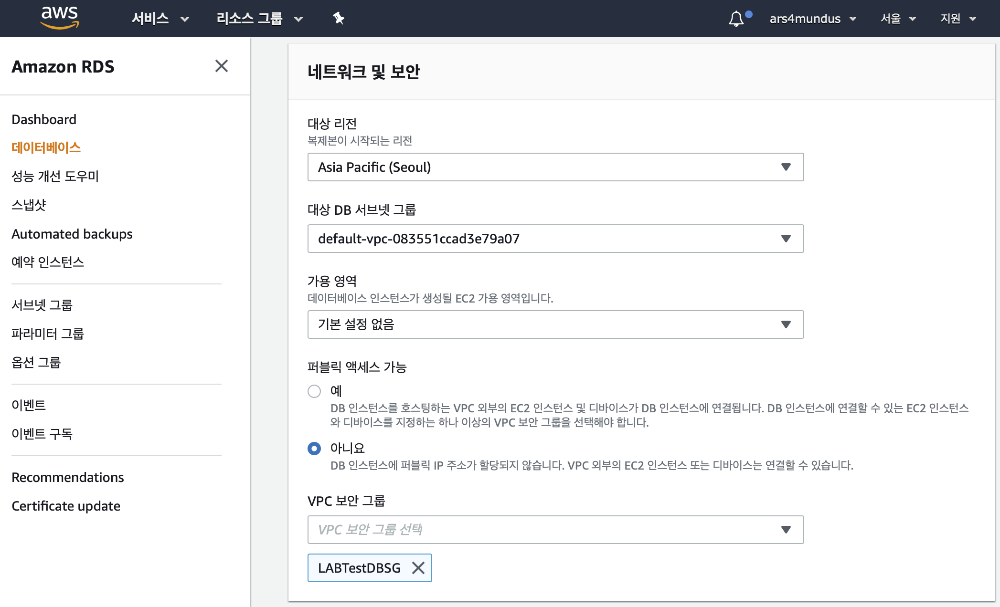 aws 서비스 리소스 그룹 ars4mundus 서울 지원
Amazon RDS
Dashboard
데이터베이스
성능 개선 도우미
스냅샷
Automated backups
예약 인스턴스
서브넷 그룹
파라미터 그룹
옵션 그룹
이벤트
이벤트 구독
Recommendations
Certificate update
네트워크 및 보안
대상 리전
복제본이 시작되는 리전
Asia Pacific (Seoul)
대상 DB 서브넷 그룹
default-vpc-083551ccad3e79a07
가용 영역
데이터베이스 인스턴스가 생성될 EC2 가용 영역입니다.
기본 설정 없음
퍼블릭 액세스 가능
예
DB 인스턴스를 호스팅하는 VPC 외부의 EC2 인스턴스 및 디바이스가 DB 인스턴스에 연결됩니다. DB 인스턴스에 연결할 수 있는 EC2 인스턴스
와 디바이스를 지정하는 하나 이상의 VPC 보안 그룹을 선택해야 합니다.
아니요
DB 인스턴스에 퍼블릭 IP 주소가 할당되지 않습니다. VPC 외부의 EC2 인스턴스 또는 디바이스는 연결할 수 있습니다.
VPC 보안 그룹
VPC 보안 그룹 선택
LABTestDBSG